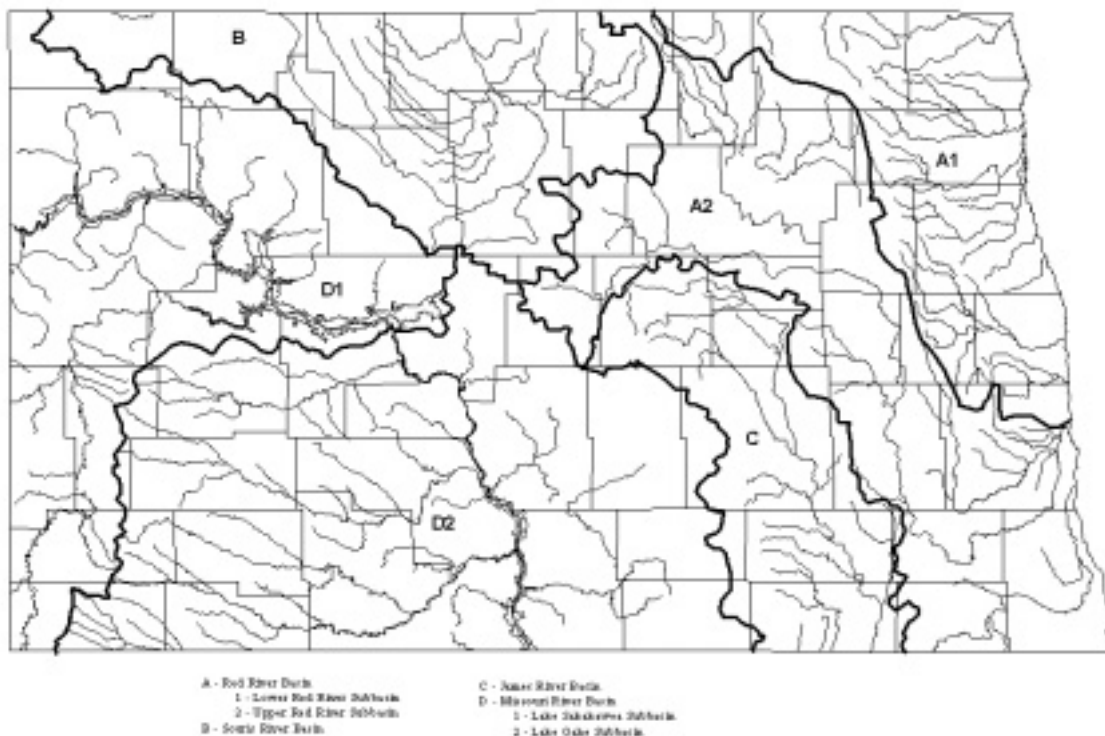 B
A1
A2
D1
C
D2
A - Red River Basin
1 - Lower Red River Subbasin
2 - Upper Red River Subbasin
B - Souris River Basin
C - James River Basin
D - Missouri River Basin
1 - Lake Sakakawea Subbasin
2 - Lake Oahe Subbasin